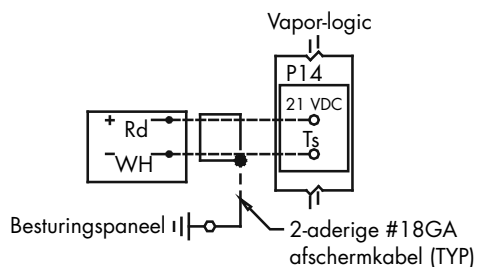 Vapor-logic
P14
21 VDC
+ Rd
Ts
−WH
Besturingspaneel
2-aderige #18GA
afschermkabel (TYP)